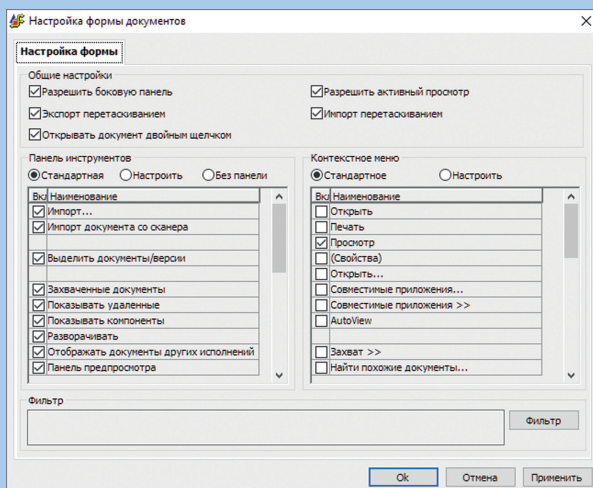 Настройка формы документов
Настройка формы
Общие настройки
Разрешить боковую панель
Разрешить активный просмотр
Экспорт перетаскиванием
Импорт перетаскиванием
Открывать документ двойным щелчком
Панель инструментов
Стандартная Настроить Без панели
Вкл Наименование
Импорт...
Импорт документа со сканера
Выделить документы/версии
Захваченные документы
Показывать удаленные
Показывать компоненты
Разворачивать
Отображать документы других исполнений
Панель предпросмотра
Контекстное меню
Стандартное Настроить
Вкл Наименование
Открыть
Печать
Просмотр
(Свойства)
Открыть...
Совместимые приложения...
Совместимые приложения >>
AutoView
Захват >>
Найти похожие документы...
Фильтр
Фильтр
Ok Отмена Применить